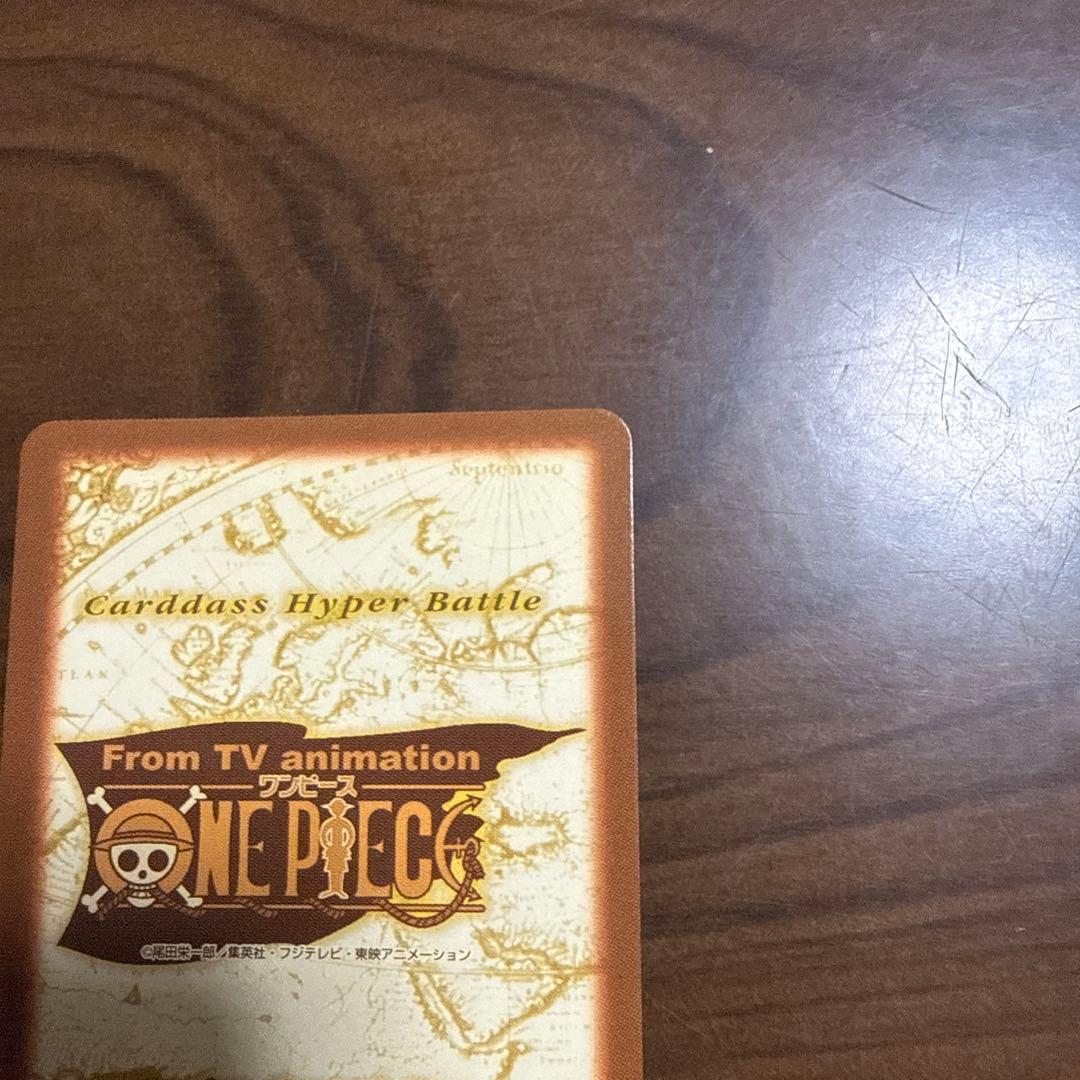 Septentrio
Carddass Hyper Battle
TLAN
From TV animation
ワンピース
ONE PIECE
©尾田栄一郎／集英社・フジテレビ・東映アニメーション